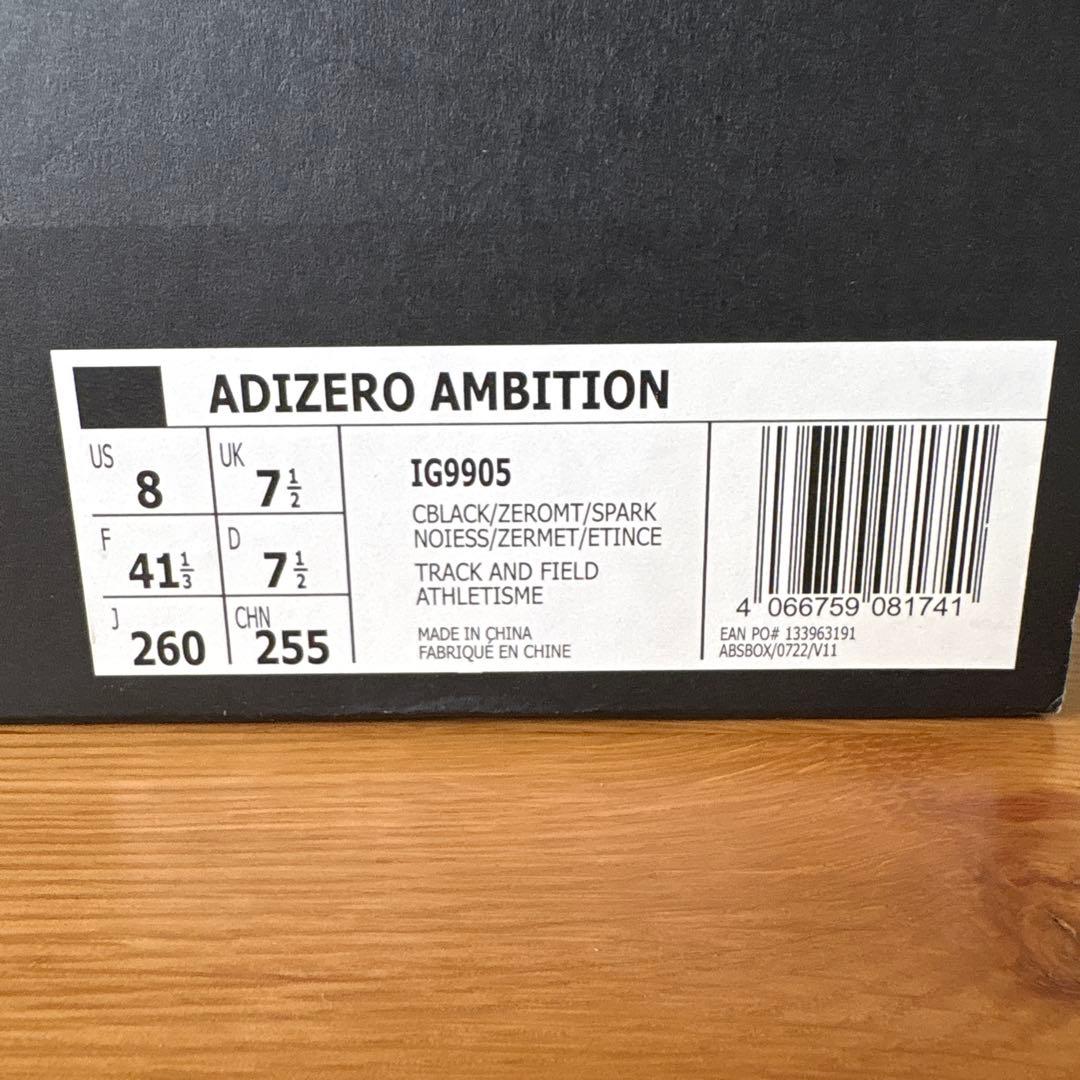 ADIZERO AMBITION
US 8
UK 7 1/2
F 41 1/3
D 7 1/2
J 260
CHN 255
IG9905
CBLACK/ZEROMT/SPARK
NOIESS/ZERMET/ETINCE
TRACK AND FIELD
ATHLETISME
MADE IN CHINA
FABRIQUÉ EN CHINE
4 066759 081741
EAN PO# 133963191
ABSBOX/0722/V11